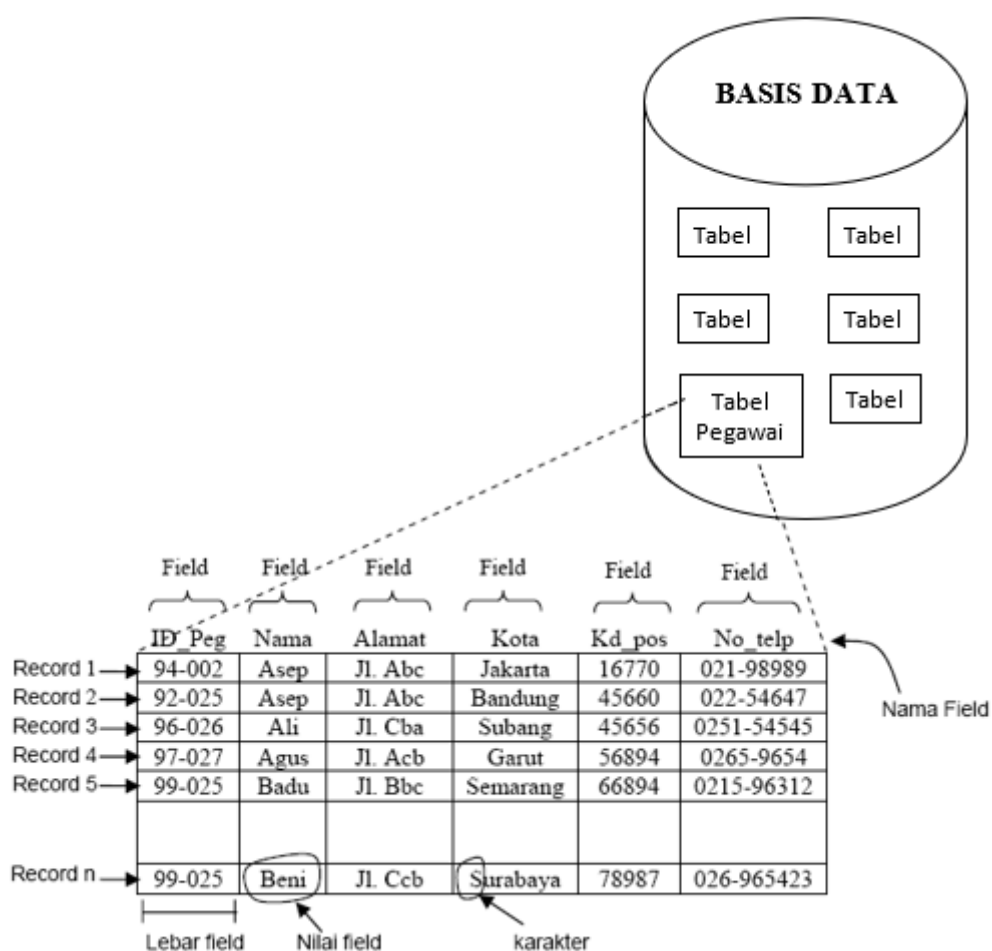 BASIS DATA
Tabel Tabel
Tabel Tabel
Tabel
Pegawai
Tabel
Field Field Field Field Field Field
ID_Peg Nama Alamat Kota Kd_pos No_telp
Record 1 94-002 Asep Jl. Abc Jakarta 16770 021-98989
Record 2 92-025 Asep Jl. Abc Bandung 45660 022-54647
Record 3 96-026 Ali Jl. Cba Subang 45656 0251-54545
Nama Field
Record 4 97-027 Agus Jl. Acb Garut 56894 0265-9654
Record 5 99-025 Badu Jl. Bbc Semarang 66894 0215-96312
Record n 99-025 Beni Jl. Ccb Surabaya 78987 026-965423
Lebar field Nilai field karakter